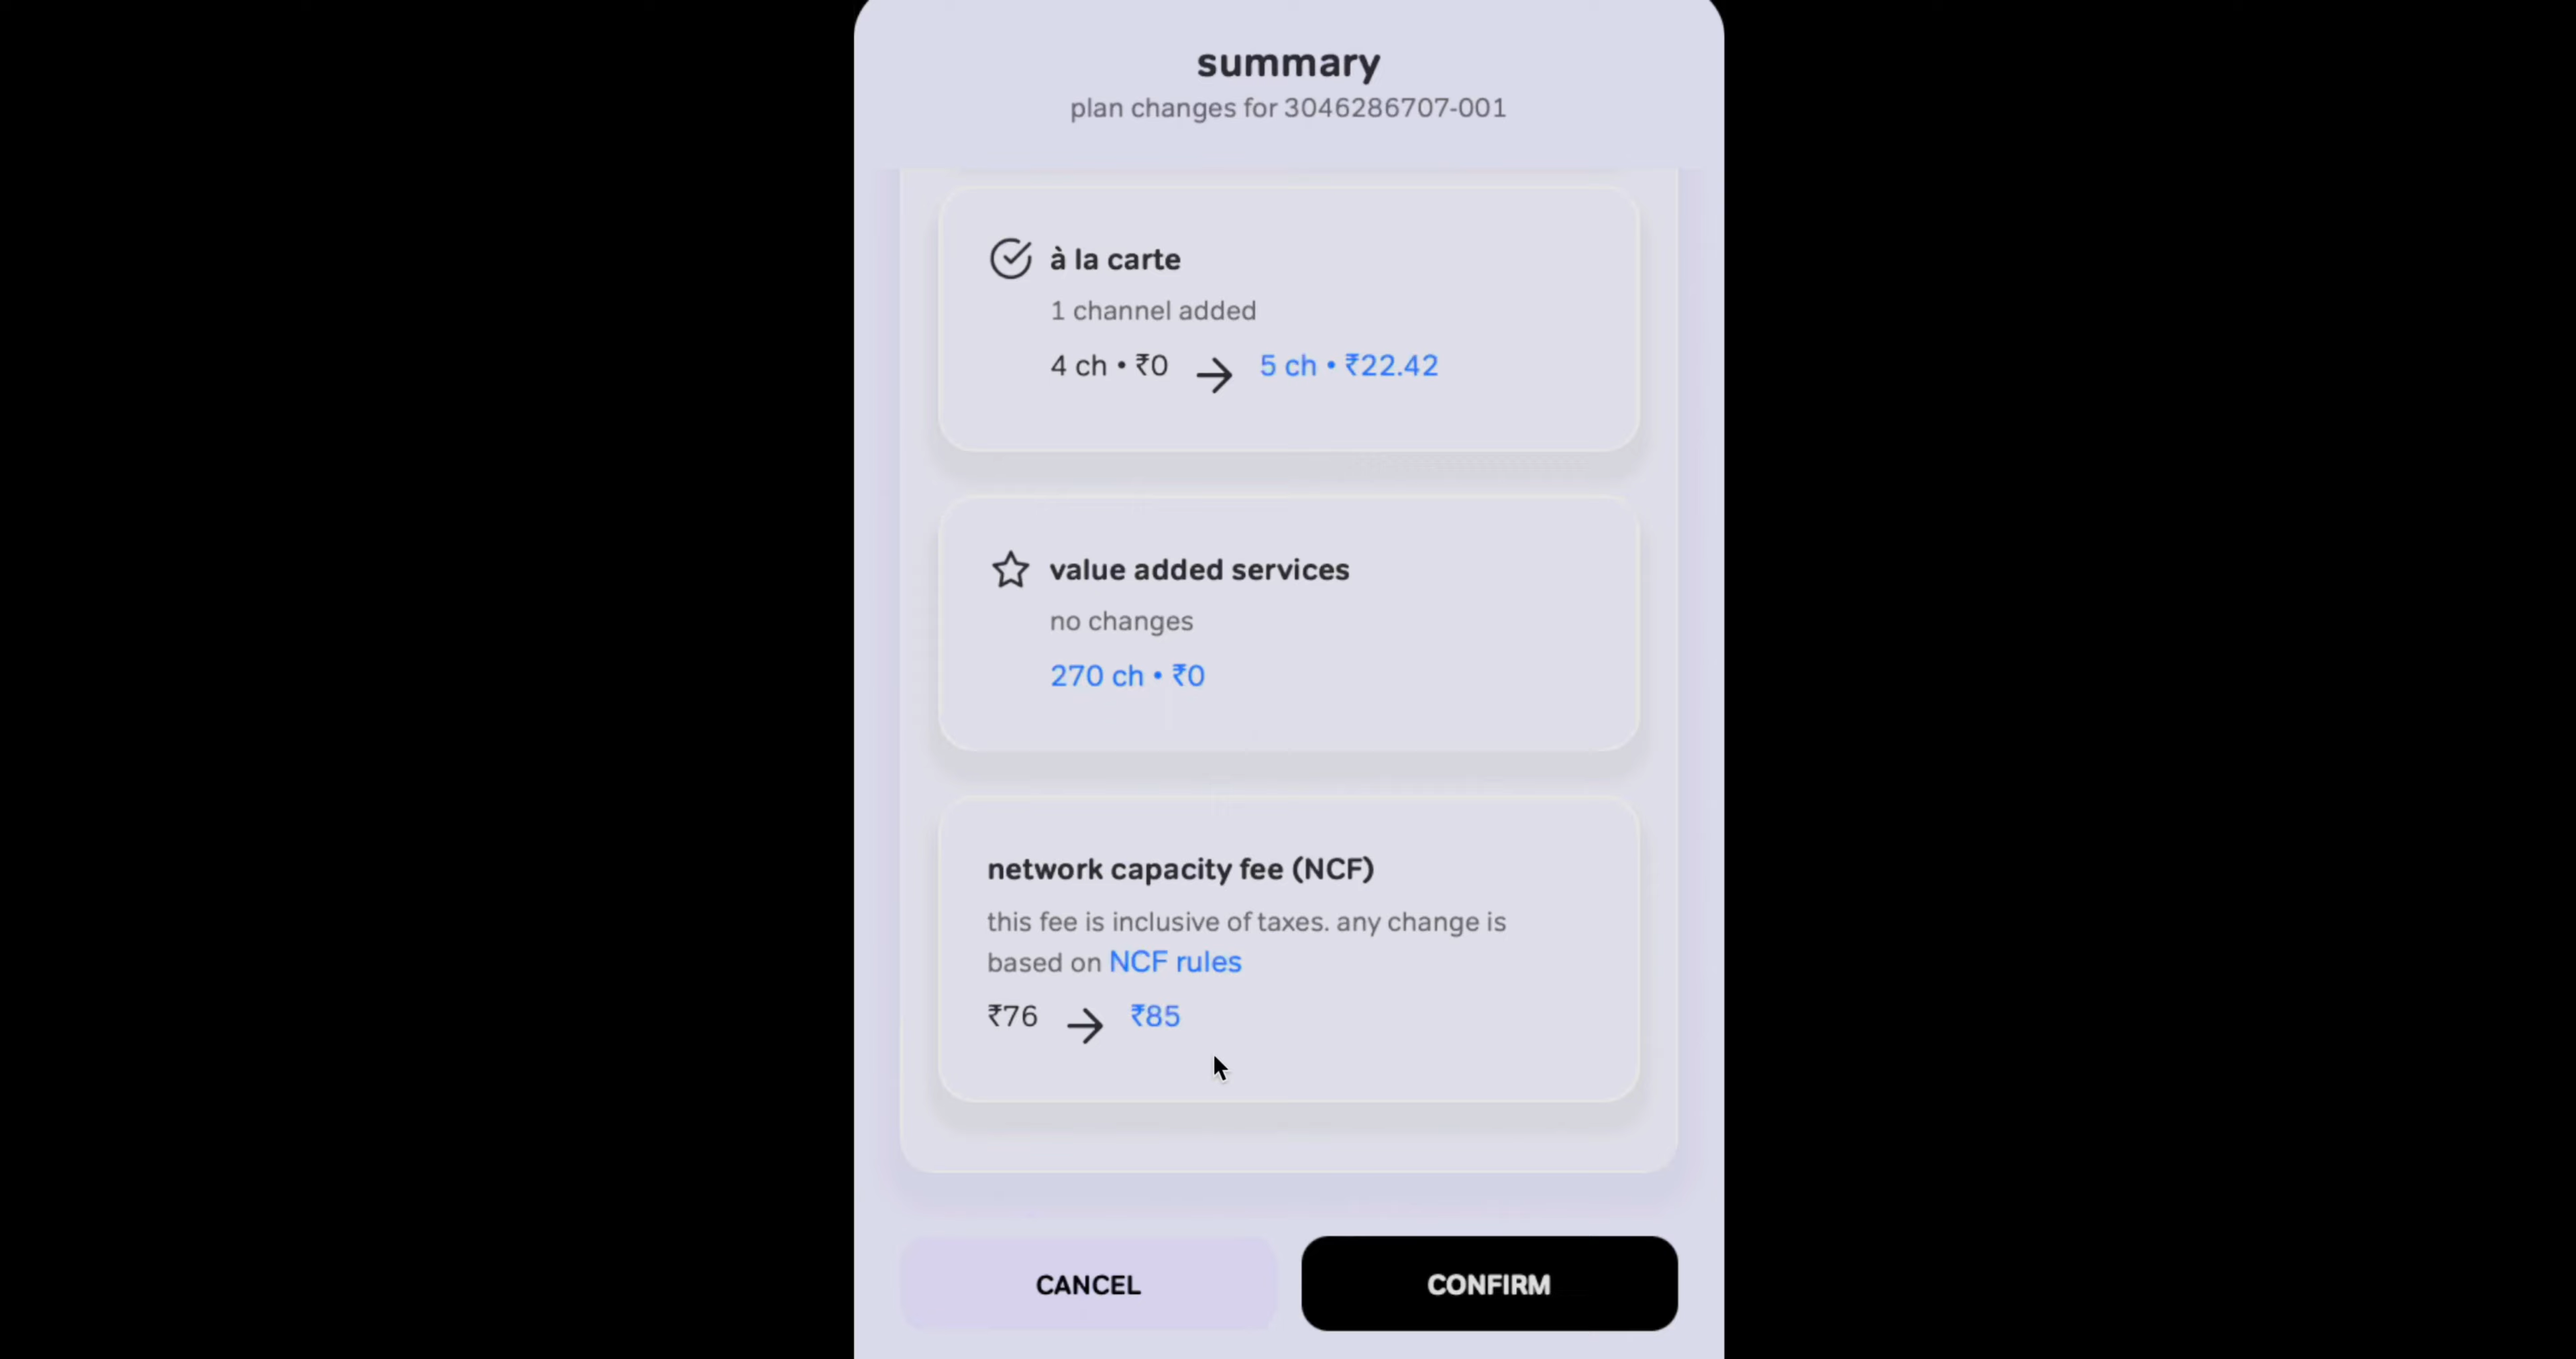 summary
plan changes for 3046286707-001
à la carte
1 channel added
4 ch • ₹0 → 5 ch • ₹22.42
value added services
no changes
270 ch • ₹0
network capacity fee (NCF)
this fee is inclusive of taxes. any change is
based on NCF rules
₹76 → ₹85
CANCEL CONFIRM